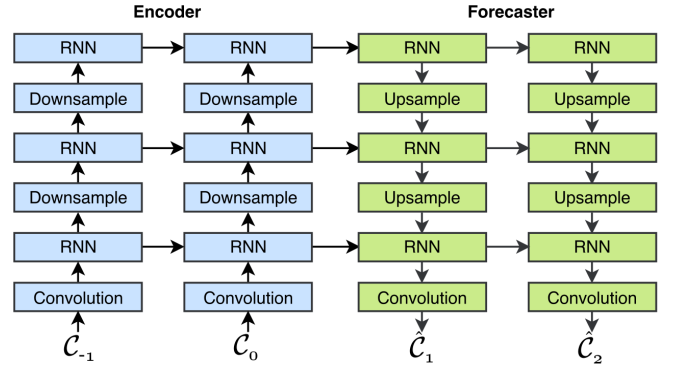 Encoder Forecaster
RNN RNN RNN RNN
Downsample Downsample Upsample Upsample
RNN RNN RNN RNN
Downsample Downsample Upsample Upsample
RNN RNN RNN RNN
Convolution Convolution Convolution Convolution
𝒞₋₁ 𝒞₀ 𝒞̂₁ 𝒞̂₂